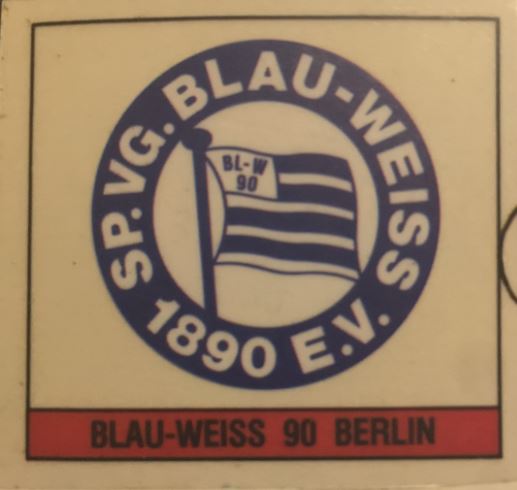 SP.VG. BLAU-WEISS
1890 E.V.
BL-W
90
BLAU-WEISS 90 BERLIN